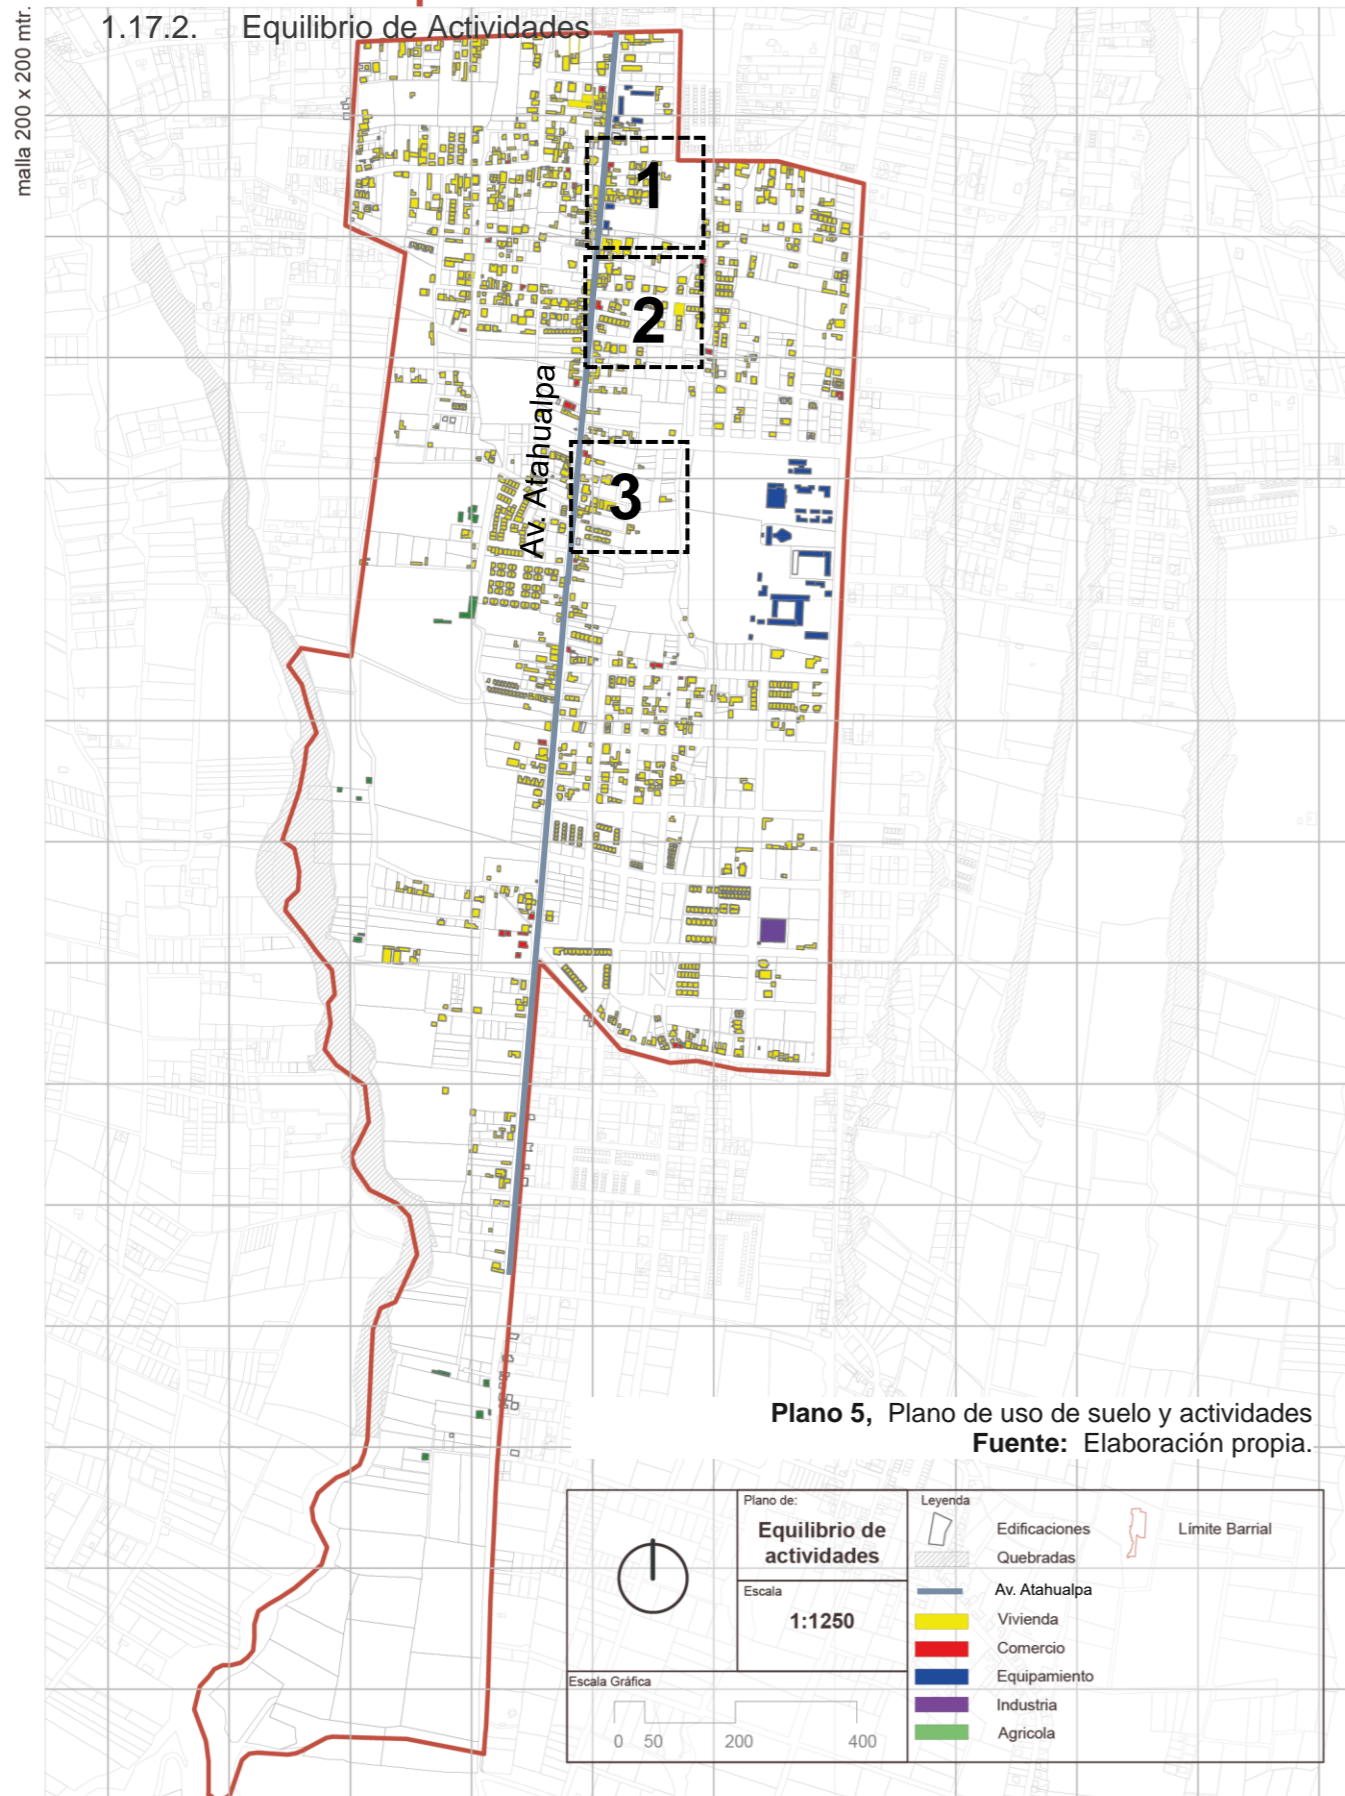 1.17.2. Equilibrio de Actividades
malla 200 x 200 mtr.
1
2
Av. Atahualpa
3
Plano 5, Plano de uso de suelo y actividades
Fuente: Elaboración propia.
Plano de:
Equilibrio de
actividades
Escala
1:1250
Escala Gráfica
0 50 200 400
Leyenda
Edificaciones
Límite Barrial
Quebradas
Av. Atahualpa
Vivienda
Comercio
Equipamiento
Industria
Agricola